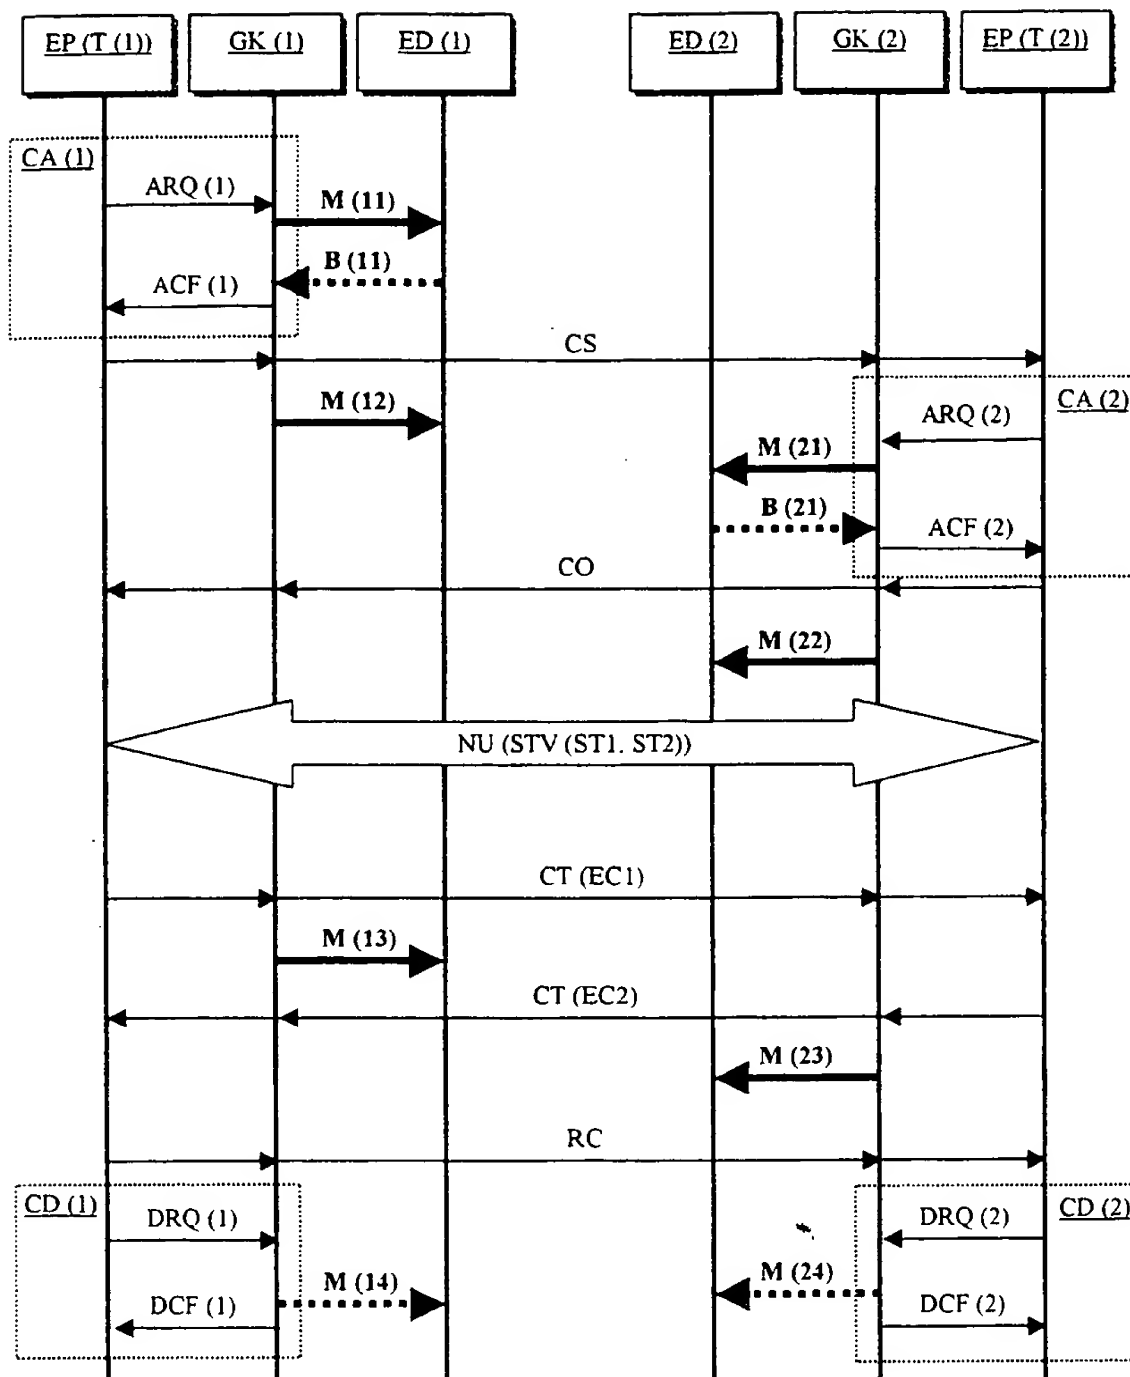 EP (T (1)) GK (1) ED (1) ED (2) GK (2) EP (T (2))
CA (1)
ARQ (1)
M (11)
B (11)
ACF (1)
CS
M (12)
CA (2)
ARQ (2)
M (21)
B (21)
ACF (2)
CO
M (22)
NU (STV (ST1. ST2))
CT (EC1)
M (13)
CT (EC2)
M (23)
RC
CD (1)
DRQ (1)
CD (2)
DRQ (2)
M (14)
M (24)
DCF (1)
DCF (2)